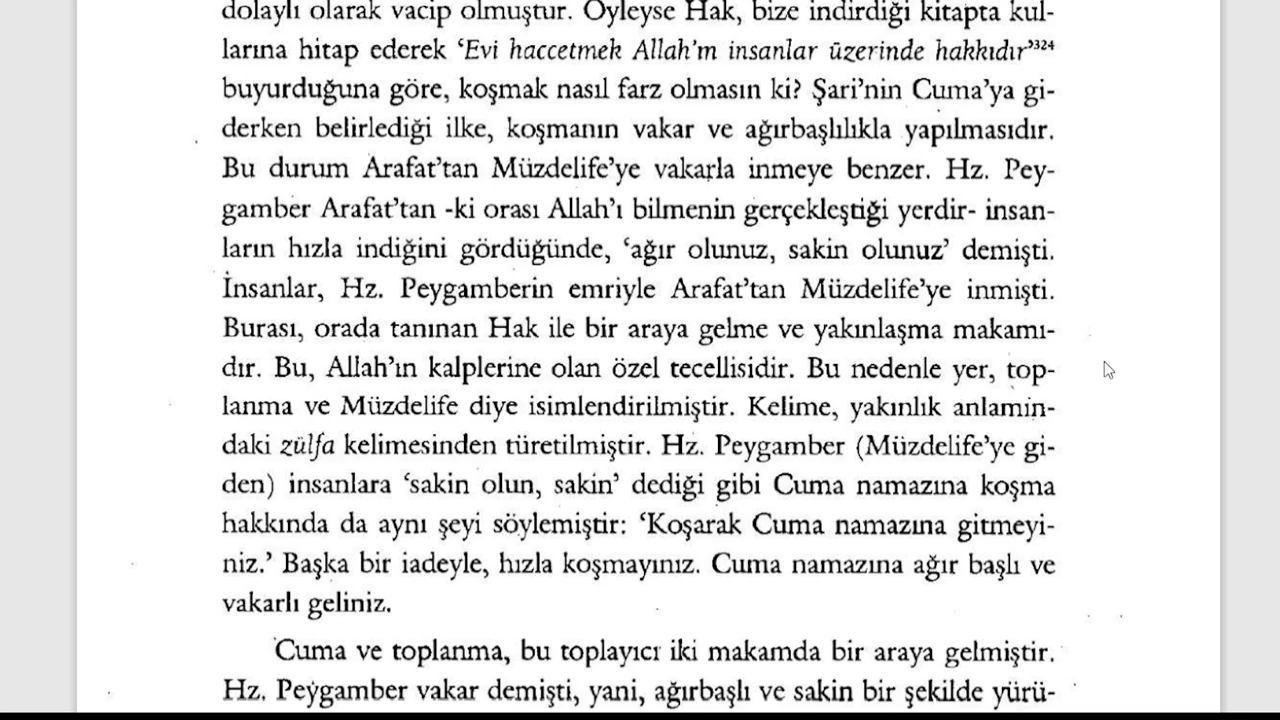 dolaylı olarak vacip olmuştur. Öyleyse Hak, bize indirdiği kitapta kul-
larına hitap ederek ‘Evi haccetmek Allah’m insanlar üzerinde hakkıdır’³²⁴
buyurduğuna göre, koşmak nasıl farz olmasın ki? Şari’nin Cuma’ya gi-
derken belirlediği ilke, koşmanın vakar ve ağırbaşlılıkla yapılmasıdır.
Bu durum Arafat’tan Müzdelife’ye vakarla inmeye benzer. Hz. Pey-
gamber Arafat’tan -ki orası Allah’ı bilmenin gerçekleştiği yerdir- insan-
ların hızla indiğini gördüğünde, ‘ağır olunuz, sakin olunuz’ demişti.
İnsanlar, Hz. Peygamberin emriyle Arafat’tan Müzdelife’ye inmişti.
Burası, orada tanınan Hak ile bir araya gelme ve yakınlaşma makamı-
dır. Bu, Allah’ın kalplerine olan özel tecellisidir. Bu nedenle yer, top-
lanma ve Müzdelife diye isimlendirilmiştir. Kelime, yakınlık anlamın-
daki zülfa kelimesinden türetilmiştir. Hz. Peygamber (Müzdelife’ye gi-
den) insanlara ‘sakin olun, sakin’ dediği gibi Cuma namazına koşma
hakkında da aynı şeyi söylemiştir: ‘Koşarak Cuma namazına gitmeyi-
niz.’ Başka bir iadeyle, hızla koşmayınız. Cuma namazına ağır başlı ve
vakarlı geliniz.
Cuma ve toplanma, bu toplayıcı iki makamda bir araya gelmiştir.
Hz. Peygamber vakar demişti, yani, ağırbaşlı ve sakin bir şekilde yürü-